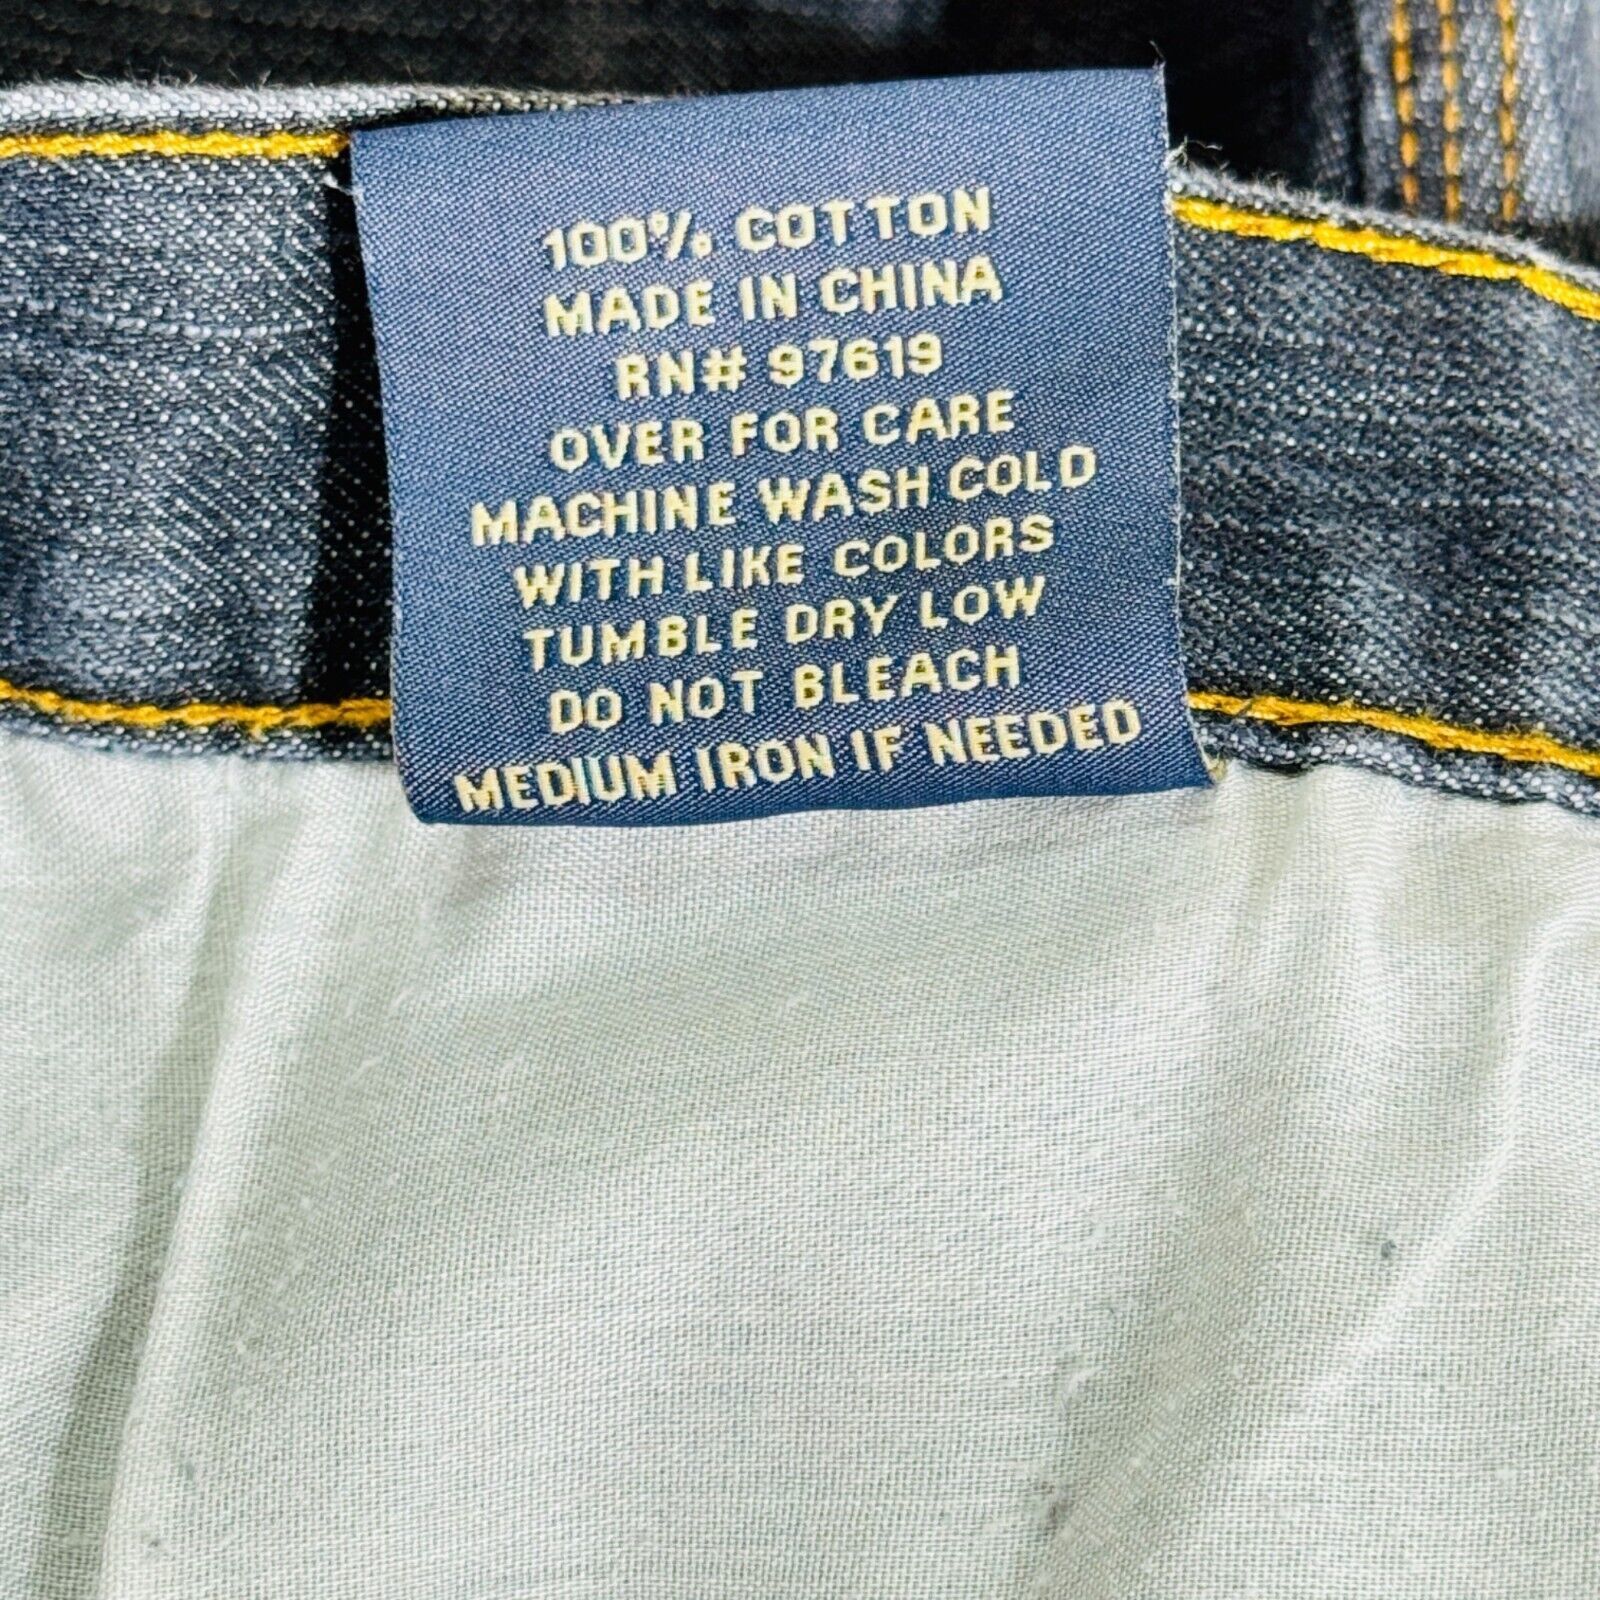 100% COTTON
MADE IN CHINA
RN# 97619
OVER FOR CARE
MACHINE WASH COLD
WITH LIKE COLORS
TUMBLE DRY LOW
DO NOT BLEACH
MEDIUM IRON IF NEEDED